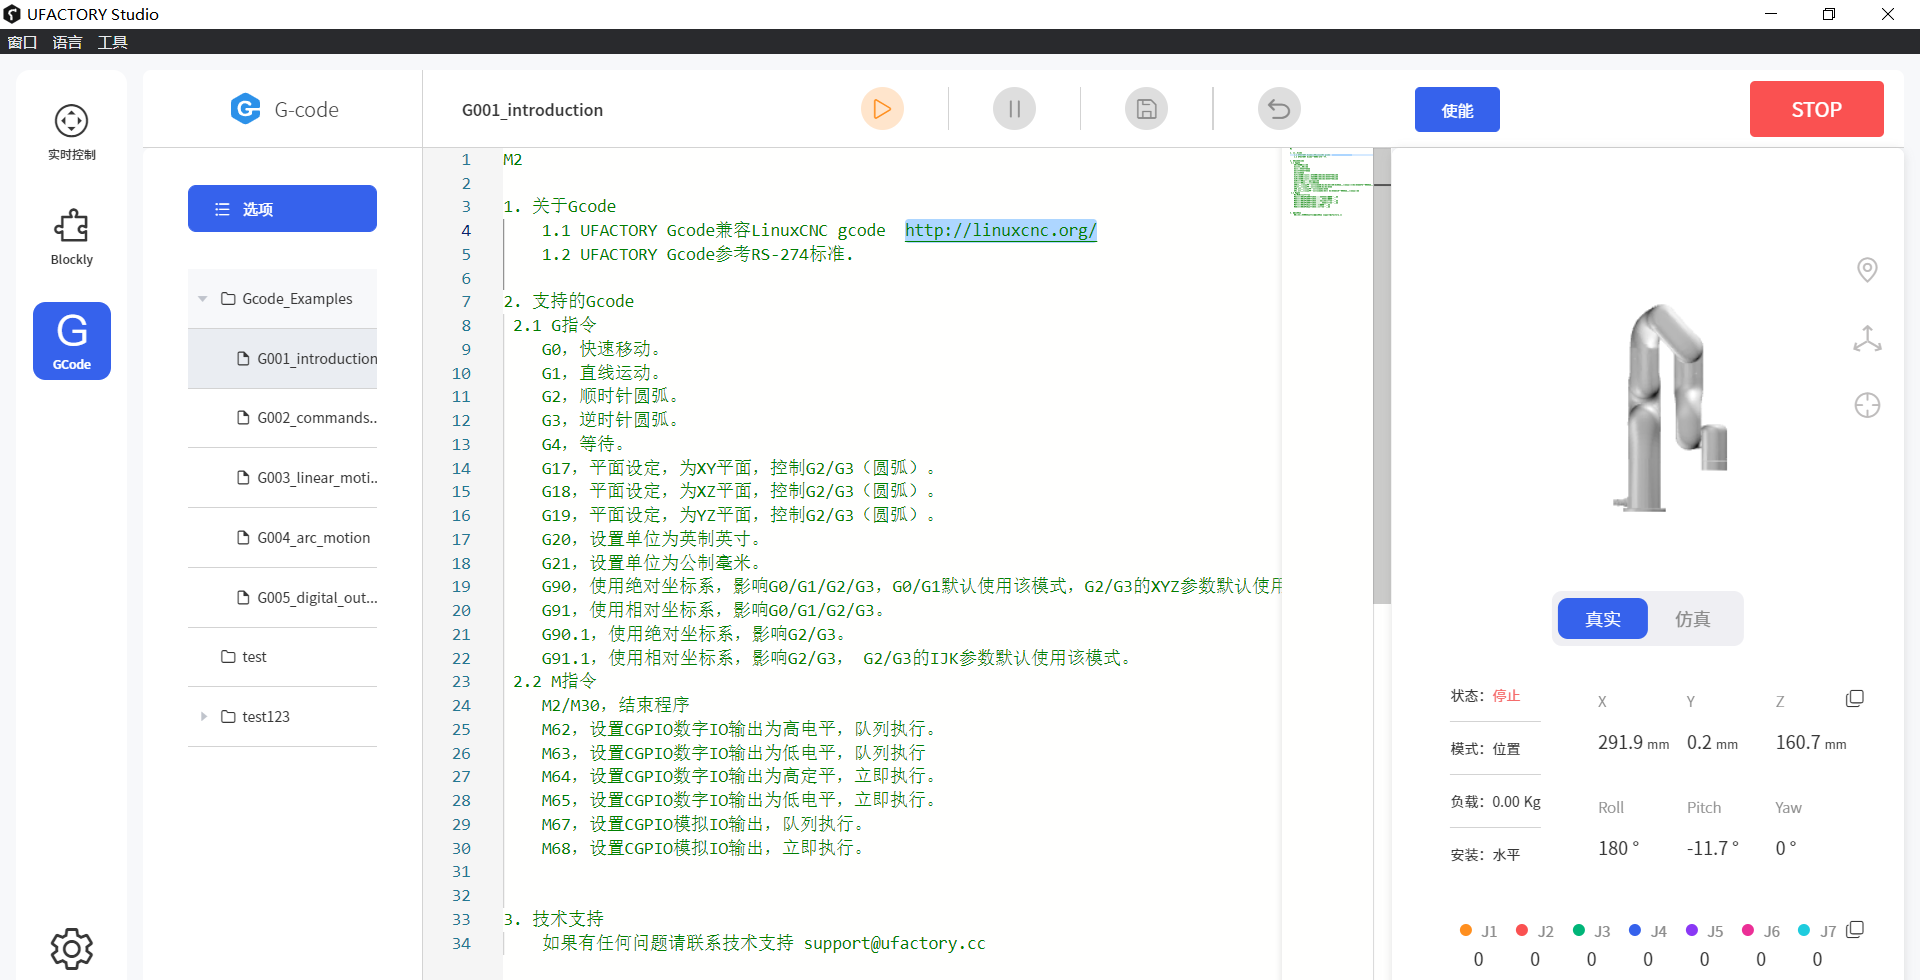 UFACTORY Studio
窗口 语言 工具
实时控制
Blockly
G
GCode
G G-code
选项
Gcode_Examples
G001_introduction
G002_commands...
G003_linear_moti...
G004_arc_motion
G005_digital_out...
test
test123
G001_introduction
使能
STOP
1 M2
2
3 1. 关于Gcode
4 1.1 UFACTORY Gcode兼容LinuxCNC gcode http://linuxcnc.org/
5 1.2 UFACTORY Gcode参考RS-274标准.
6
7 2. 支持的Gcode
8 2.1 G指令
9 G0，快速移动。
10 G1，直线运动。
11 G2，顺时针圆弧。
12 G3，逆时针圆弧。
13 G4，等待。
14 G17，平面设定，为XY平面，控制G2/G3（圆弧）。
15 G18，平面设定，为XZ平面，控制G2/G3（圆弧）。
16 G19，平面设定，为YZ平面，控制G2/G3（圆弧）。
17 G20，设置单位为英制英寸。
18 G21，设置单位为公制毫米。
19 G90，使用绝对坐标系，影响G0/G1/G2/G3，G0/G1默认使用该模式，G2/G3的XYZ参数默认使用
20 G91，使用相对坐标系，影响G0/G1/G2/G3。
21 G90.1，使用绝对坐标系，影响G2/G3。
22 G91.1，使用相对坐标系，影响G2/G3， G2/G3的IJK参数默认使用该模式。
23 2.2 M指令
24 M2/M30，结束程序
25 M62，设置CGPIO数字IO输出为高电平，队列执行。
26 M63，设置CGPIO数字IO输出为低电平，队列执行
27 M64，设置CGPIO数字IO输出为高定平，立即执行。
28 M65，设置CGPIO数字IO输出为低电平，立即执行。
29 M67，设置CGPIO模拟IO输出，队列执行。
30 M68，设置CGPIO模拟IO输出，立即执行。
31
32
33 3. 技术支持
34 如果有任何问题请联系技术支持 support@ufactory.cc
真实 仿真
状态：停止
模式：位置
负载：0.00 Kg
安装：水平
X Y Z
291.9 mm 0.2 mm 160.7 mm
Roll Pitch Yaw
180 ° -11.7 ° 0 °
J1 J2 J3 J4 J5 J6 J7
0 0 0 0 0 0 0